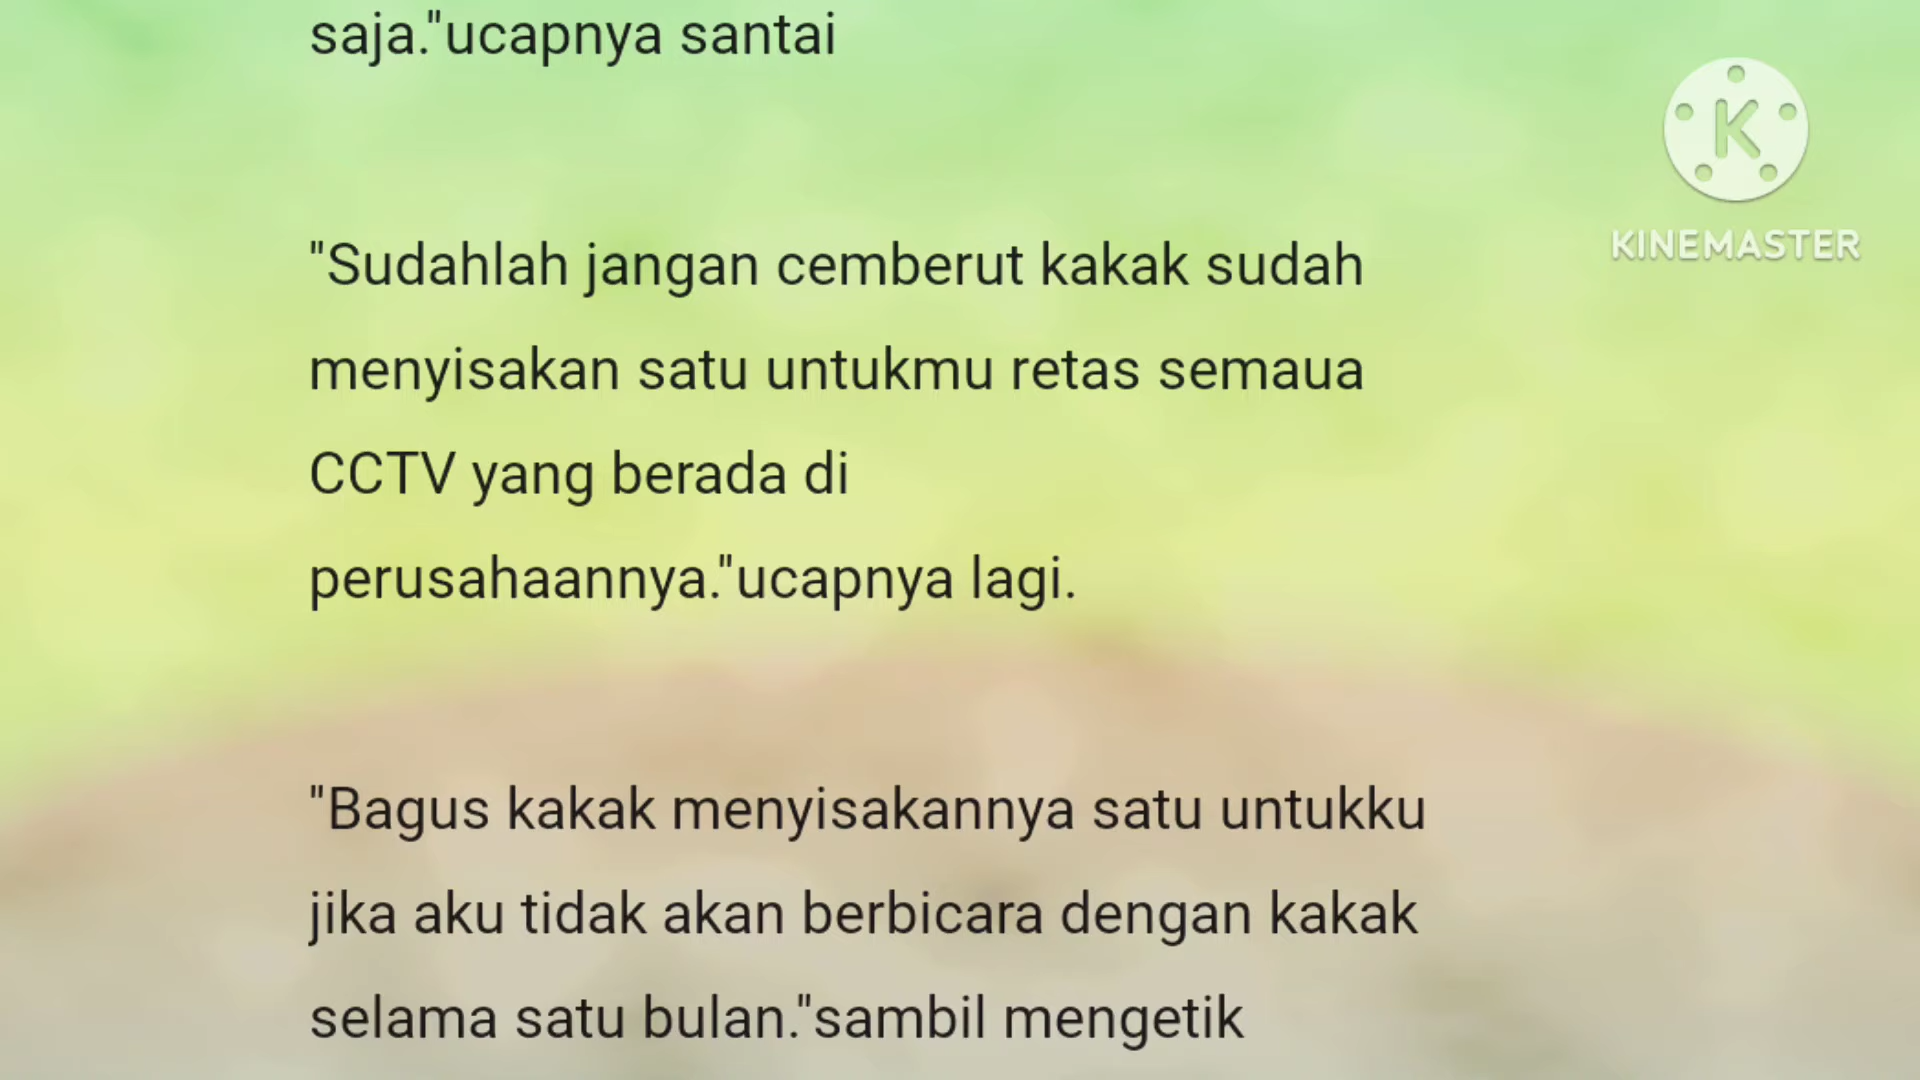 saja."ucapnya santai
"Sudahlah jangan cemberut kakak sudah
menyisakan satu untukmu retas semaua
CCTV yang berada di
perusahaannya."ucapnya lagi.
"Bagus kakak menyisakannya satu untukku
jika aku tidak akan berbicara dengan kakak
selama satu bulan."sambil mengetik
K
KINEMASTER